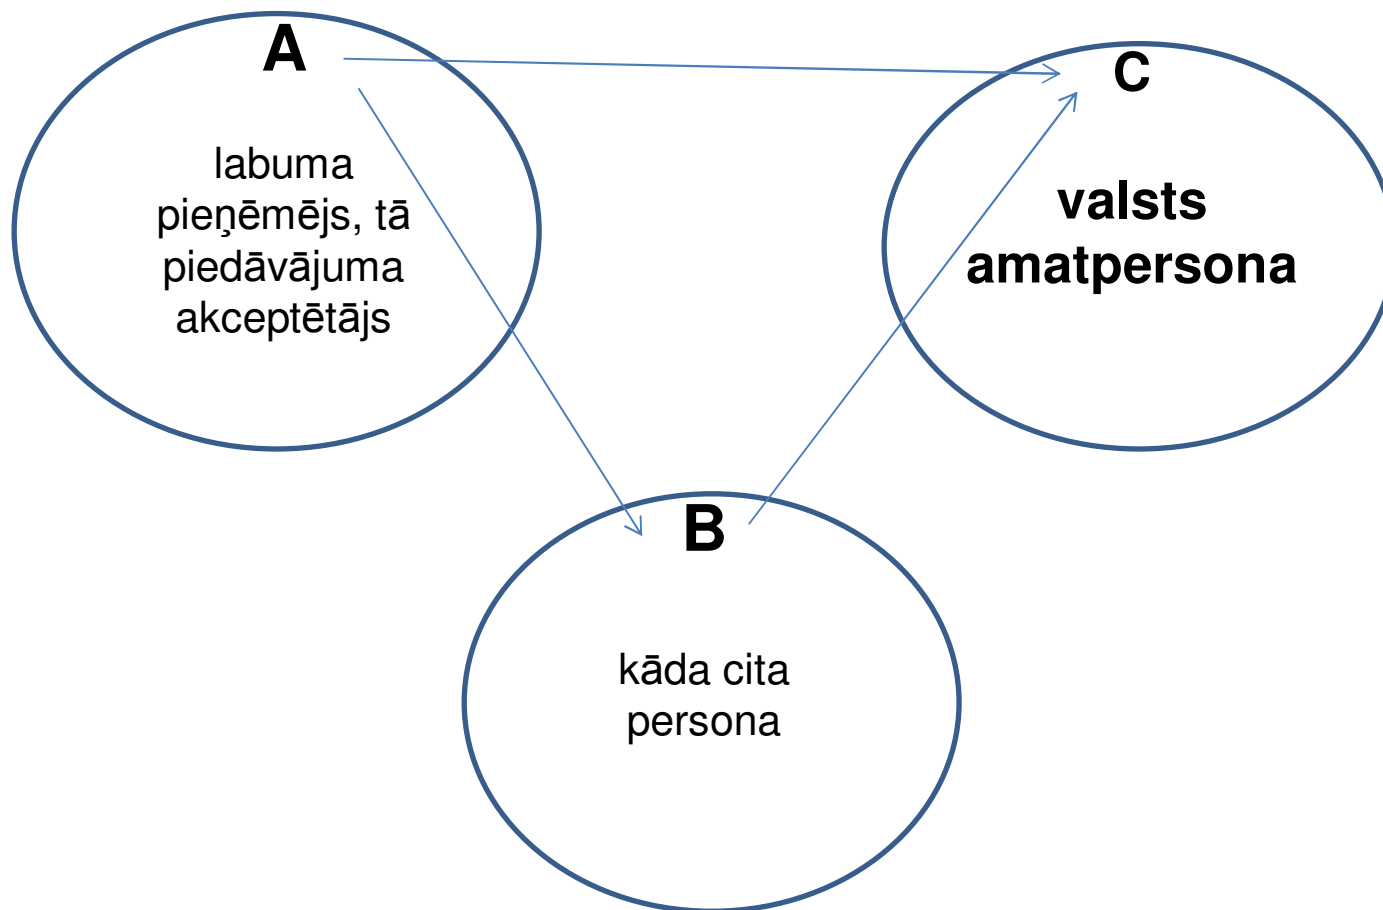 A
labuma
pieņēmējs, tā
piedāvājuma
akceptētājs
C
valsts
amatpersona
B
kāda cita
persona